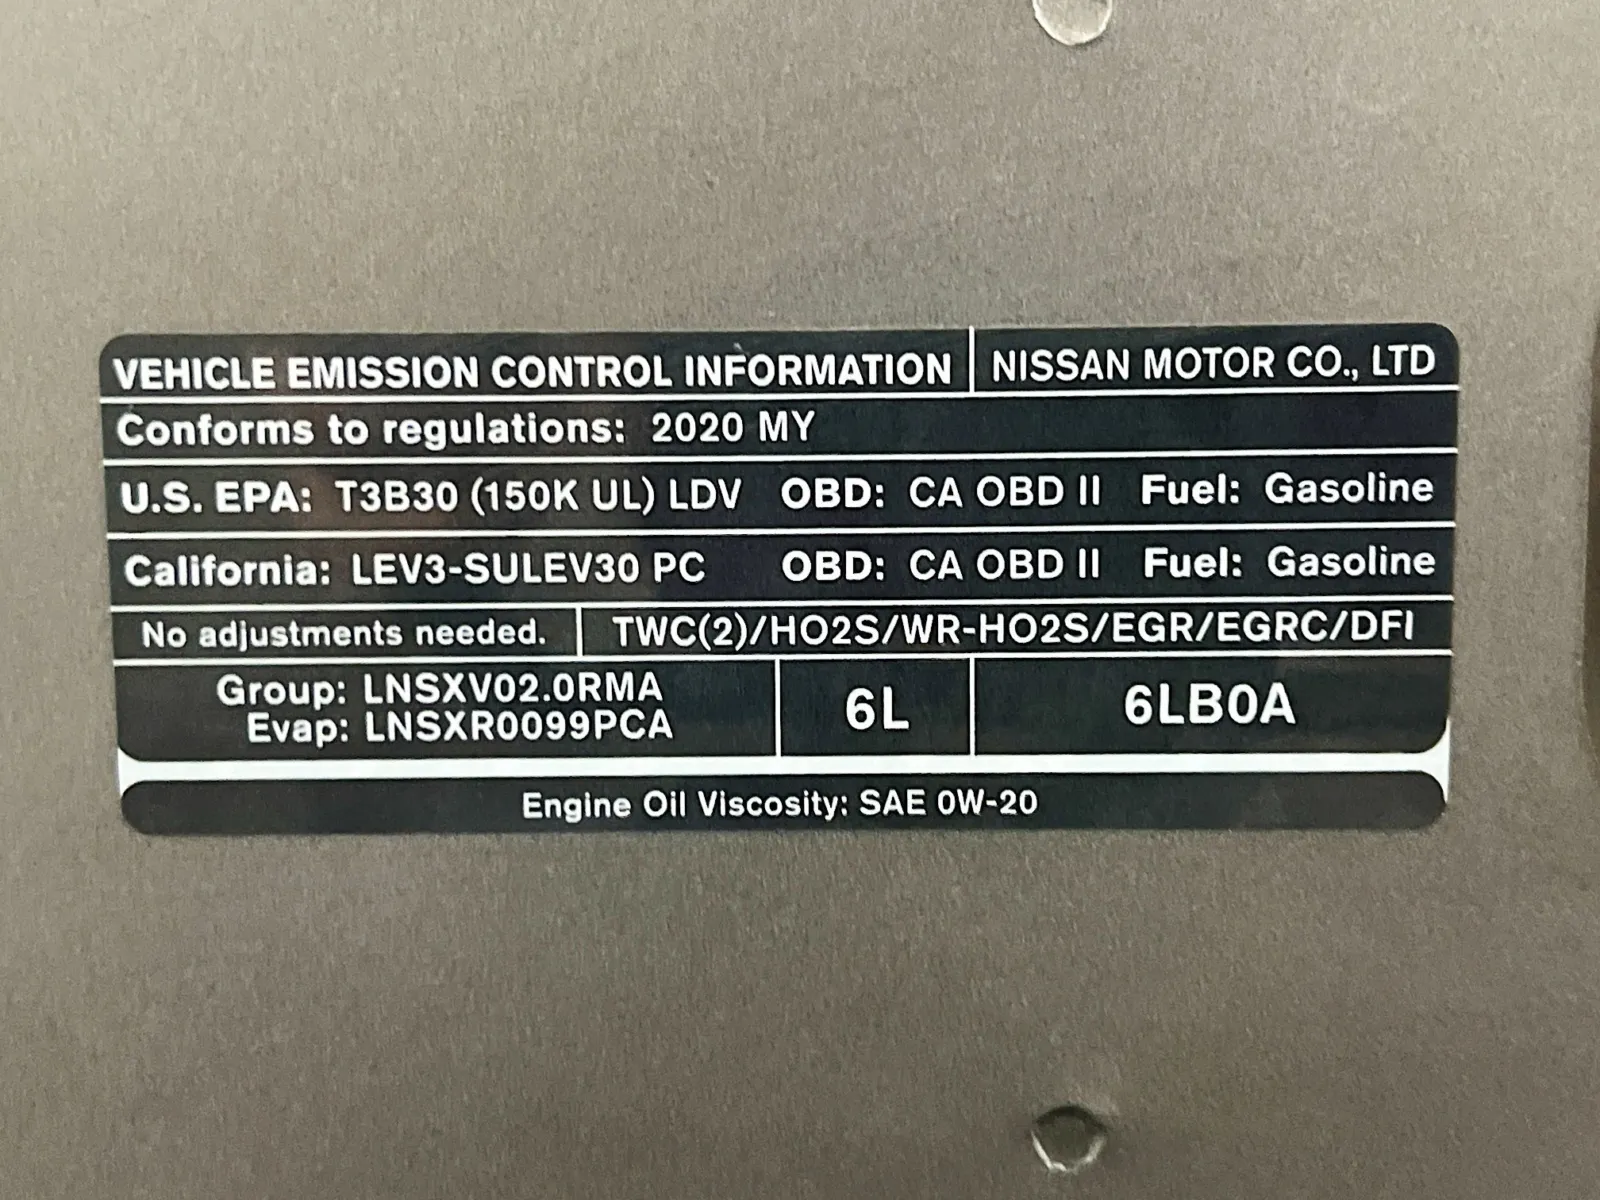 VEHICLE EMISSION CONTROL INFORMATION NISSAN MOTOR CO., LTD
Conforms to regulations: 2020 MY
U.S. EPA: T3B30 (150K UL) LDV OBD: CA OBD II Fuel: Gasoline
California: LEV3-SULEV30 PC OBD: CA OBD II Fuel: Gasoline
No adjustments needed. TWC(2)/HO2S/WR-HO2S/EGR/EGRC/DFI
Group: LNSXV02.0RMA
Evap: LNSXR0099PCA
6L
6LB0A
Engine Oil Viscosity: SAE 0W-20